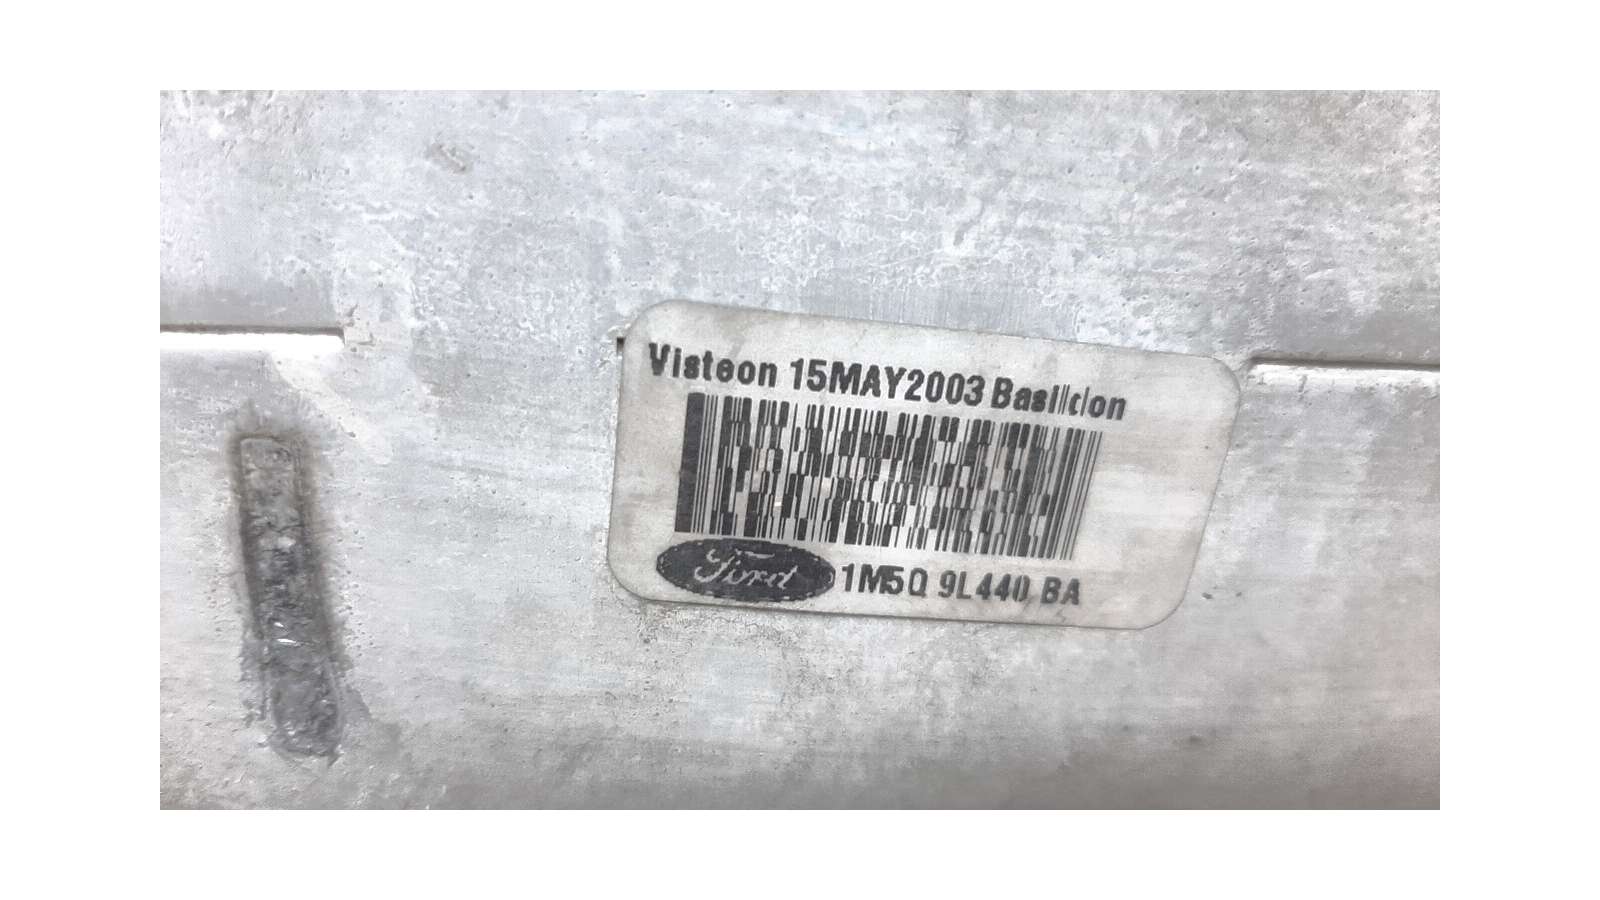 Visteon 15MAY2003 Basildon
Ford 1M5Q 9L440 BA